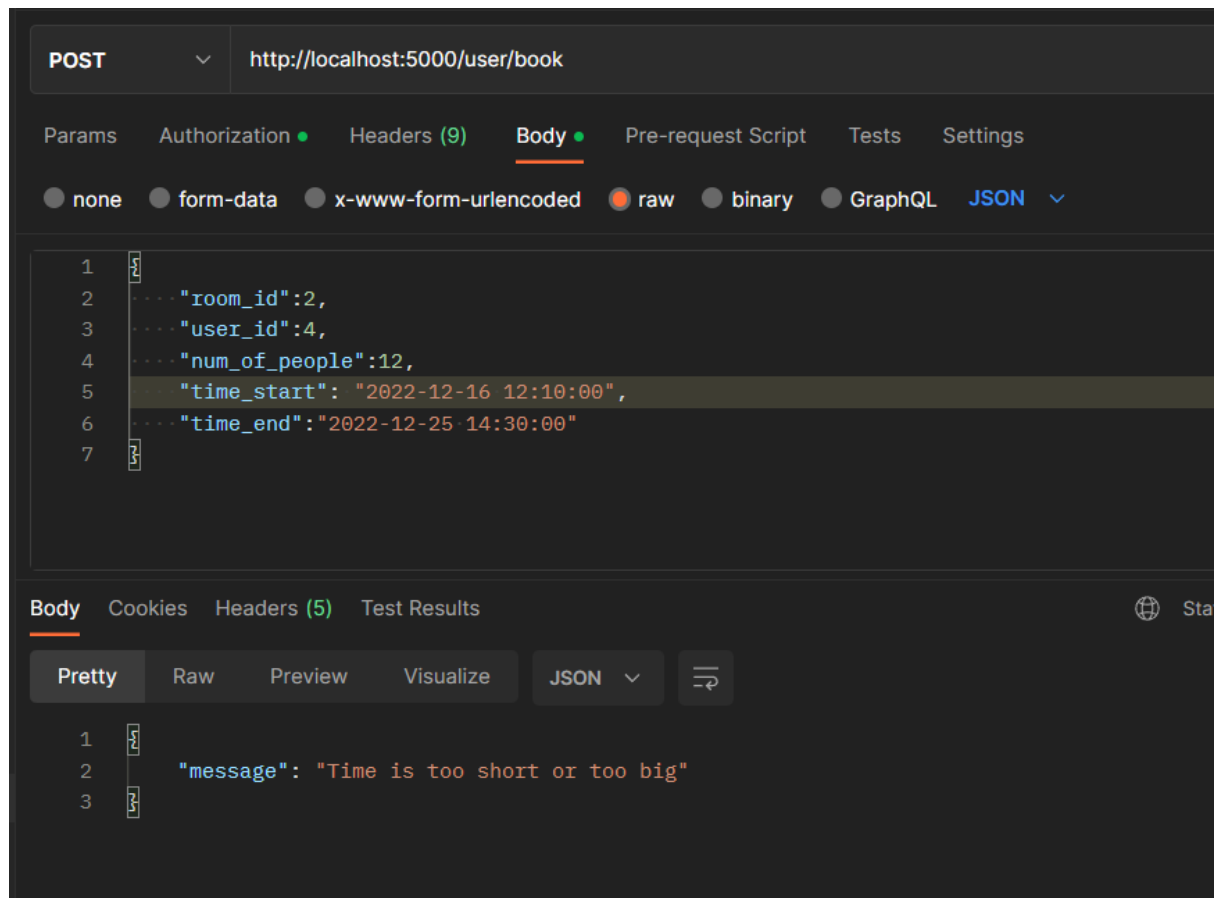 POST http://localhost:5000/user/book
Params Authorization Headers (9) Body Pre-request Script Tests Settings
none form-data x-www-form-urlencoded raw binary GraphQL JSON
1 {
2 "room_id":2,
3 "user_id":4,
4 "num_of_people":12,
5 "time_start": "2022-12-16 12:10:00",
6 "time_end":"2022-12-25 14:30:00"
7 }
Body Cookies Headers (5) Test Results Sta
Pretty Raw Preview Visualize JSON
1 {
2 "message": "Time is too short or too big"
3 }